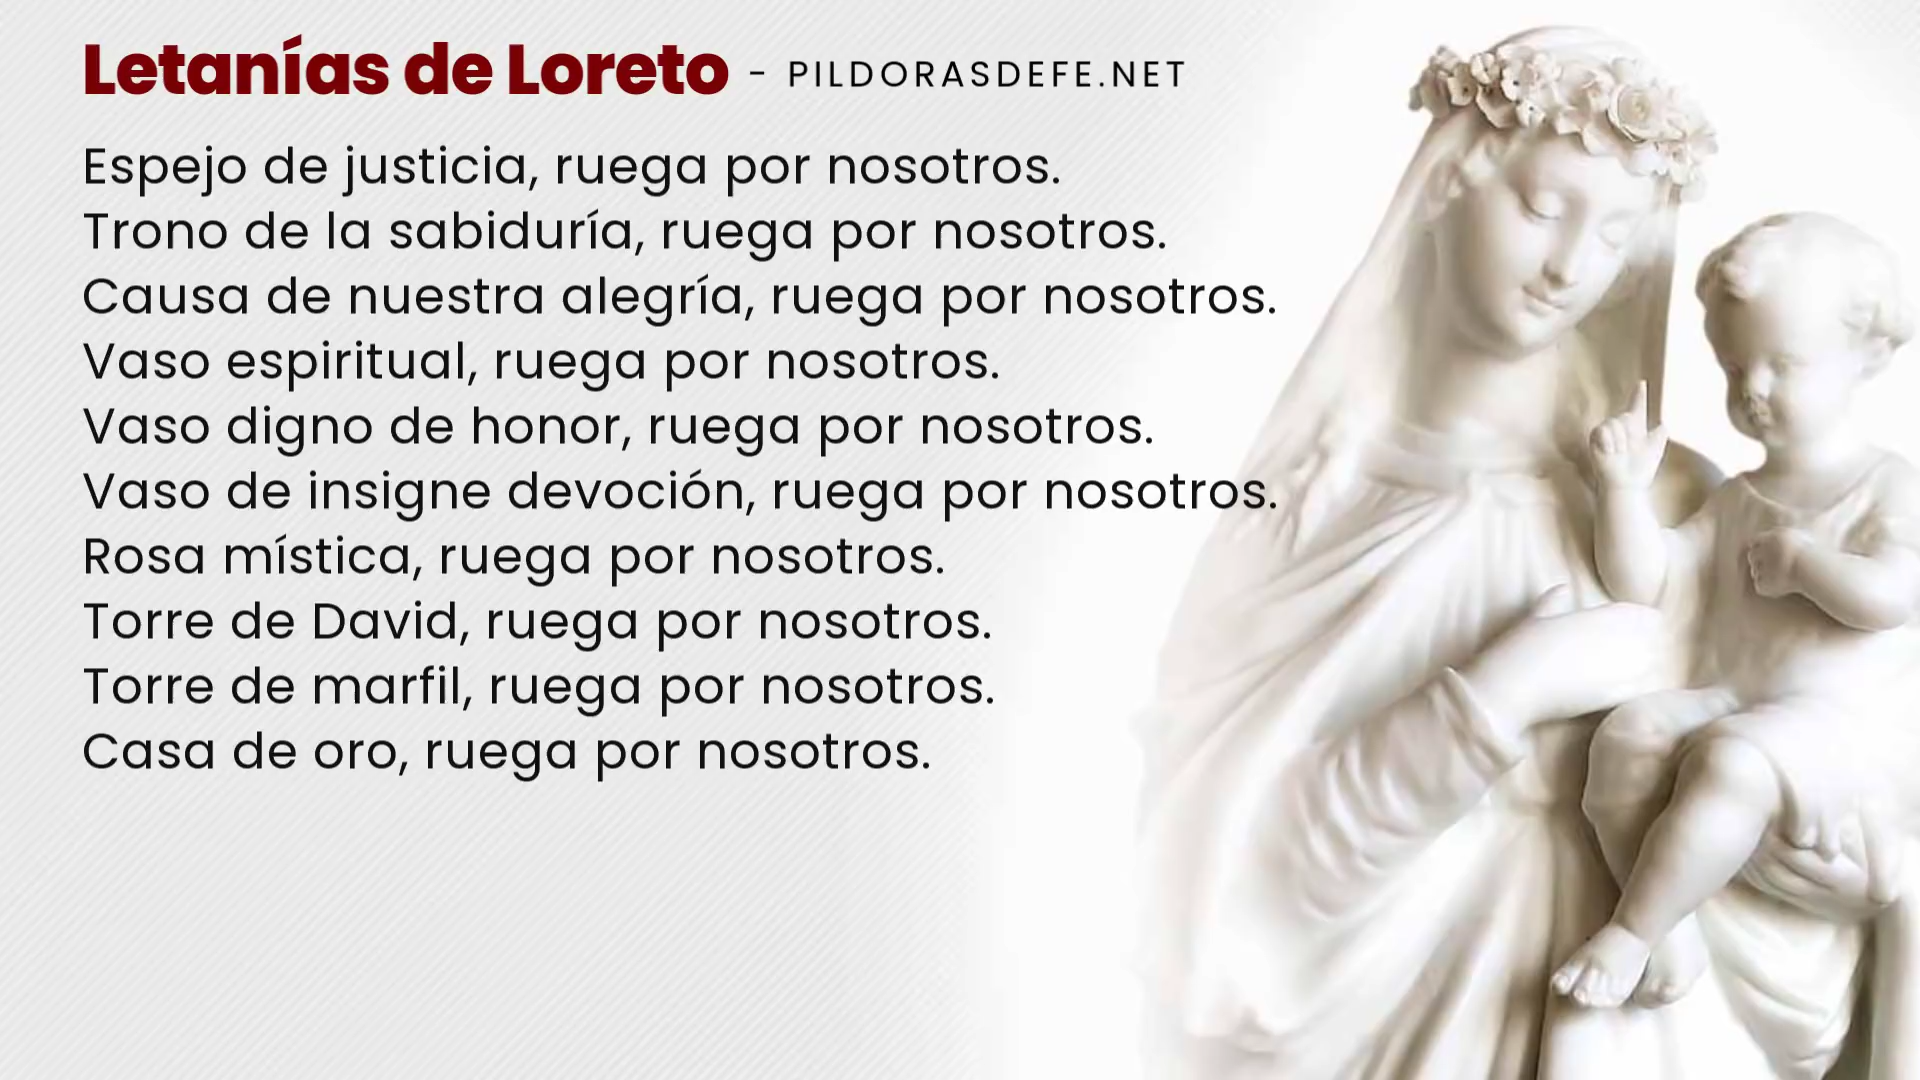 Letanías de Loreto - PILDORASDEFE.NET
Espejo de justicia, ruega por nosotros.
Trono de la sabiduría, ruega por nosotros.
Causa de nuestra alegría, ruega por nosotros.
Vaso espiritual, ruega por nosotros.
Vaso digno de honor, ruega por nosotros.
Vaso de insigne devoción, ruega por nosotros.
Rosa mística, ruega por nosotros.
Torre de David, ruega por nosotros.
Torre de marfil, ruega por nosotros.
Casa de oro, ruega por nosotros.